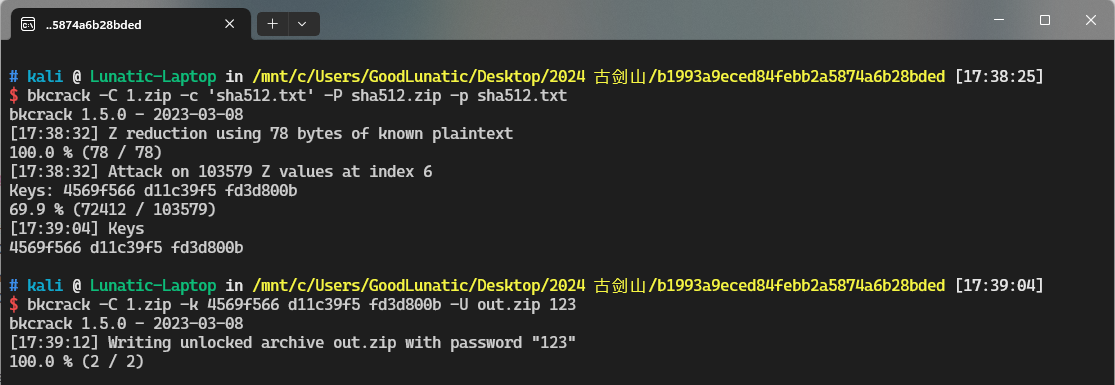 ..5874a6b28bded
# kali @ Lunatic-Laptop in /mnt/c/Users/GoodLunatic/Desktop/2024 古剑山/b1993a9eced84febb2a5874a6b28bded [17:38:25]
$ bkcrack -C 1.zip -c 'sha512.txt' -P sha512.zip -p sha512.txt
bkcrack 1.5.0 - 2023-03-08
[17:38:32] Z reduction using 78 bytes of known plaintext
100.0 % (78 / 78)
[17:38:32] Attack on 103579 Z values at index 6
Keys: 4569f566 d11c39f5 fd3d800b
69.9 % (72412 / 103579)
[17:39:04] Keys
4569f566 d11c39f5 fd3d800b
# kali @ Lunatic-Laptop in /mnt/c/Users/GoodLunatic/Desktop/2024 古剑山/b1993a9eced84febb2a5874a6b28bded [17:39:04]
$ bkcrack -C 1.zip -k 4569f566 d11c39f5 fd3d800b -U out.zip 123
bkcrack 1.5.0 - 2023-03-08
[17:39:12] Writing unlocked archive out.zip with password "123"
100.0 % (2 / 2)